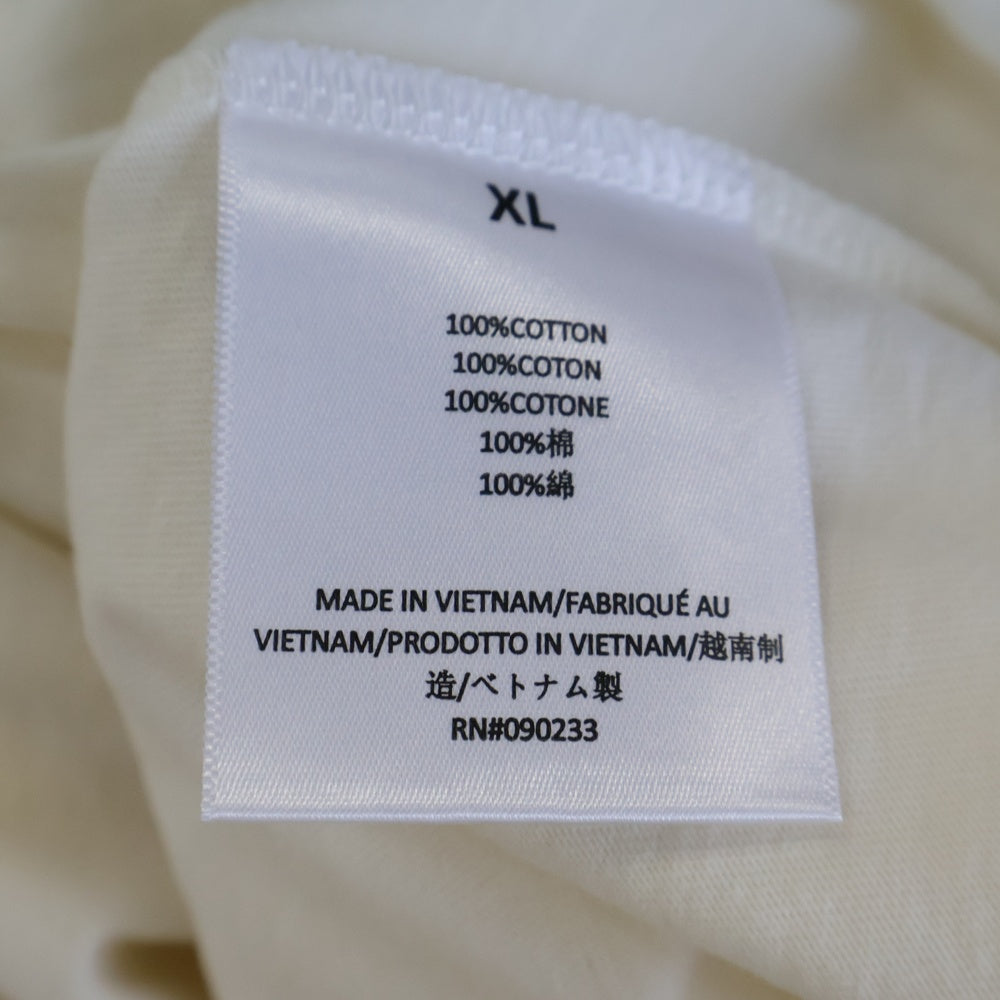 XL
100%COTTON
100%COTON
100%COTONE
100%棉
100%綿
MADE IN VIETNAM/FABRIQUÉ AU
VIETNAM/PRODOTTO IN VIETNAM/越南制
造/ベトナム製
RN#090233